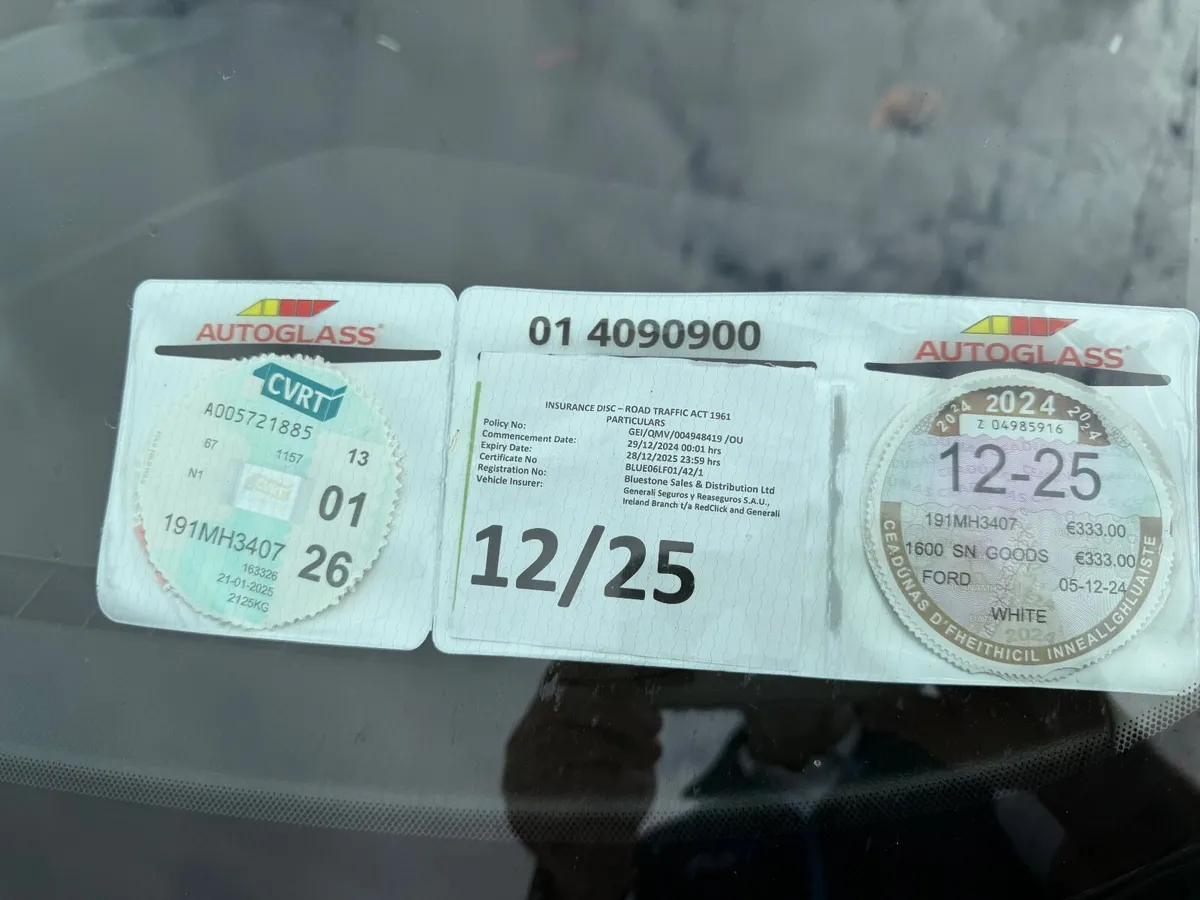 AUTOGLASS
CVRT
A005721885
67
1157
13
N1
CVRT
01
191MH3407
26
163326
21-01-2025
2125KG
01 4090900
INSURANCE DISC – ROAD TRAFFIC ACT 1961
PARTICULARS
Policy No: GEI/QMV/004948419 /OU
Commencement Date: 29/12/2024 00:01 hrs
Expiry Date: 28/12/2025 23:59 hrs
Certificate No BLUE06LF01/42/1
Registration No: Bluestone Sales & Distribution Ltd
Vehicle Insurer: Generali Seguros y Reaseguros S.A.U.,
Ireland Branch t/a RedClick and Generali
12/25
AUTOGLASS
2024 2024 2024
Z 04985916
12-25
191MH3407 €333.00
1600 SN GOODS €333.00
FORD 05-12-24
WHITE
2024
CEADÚNAS D'FHEITHICIL INNEALLGHLUAISTE